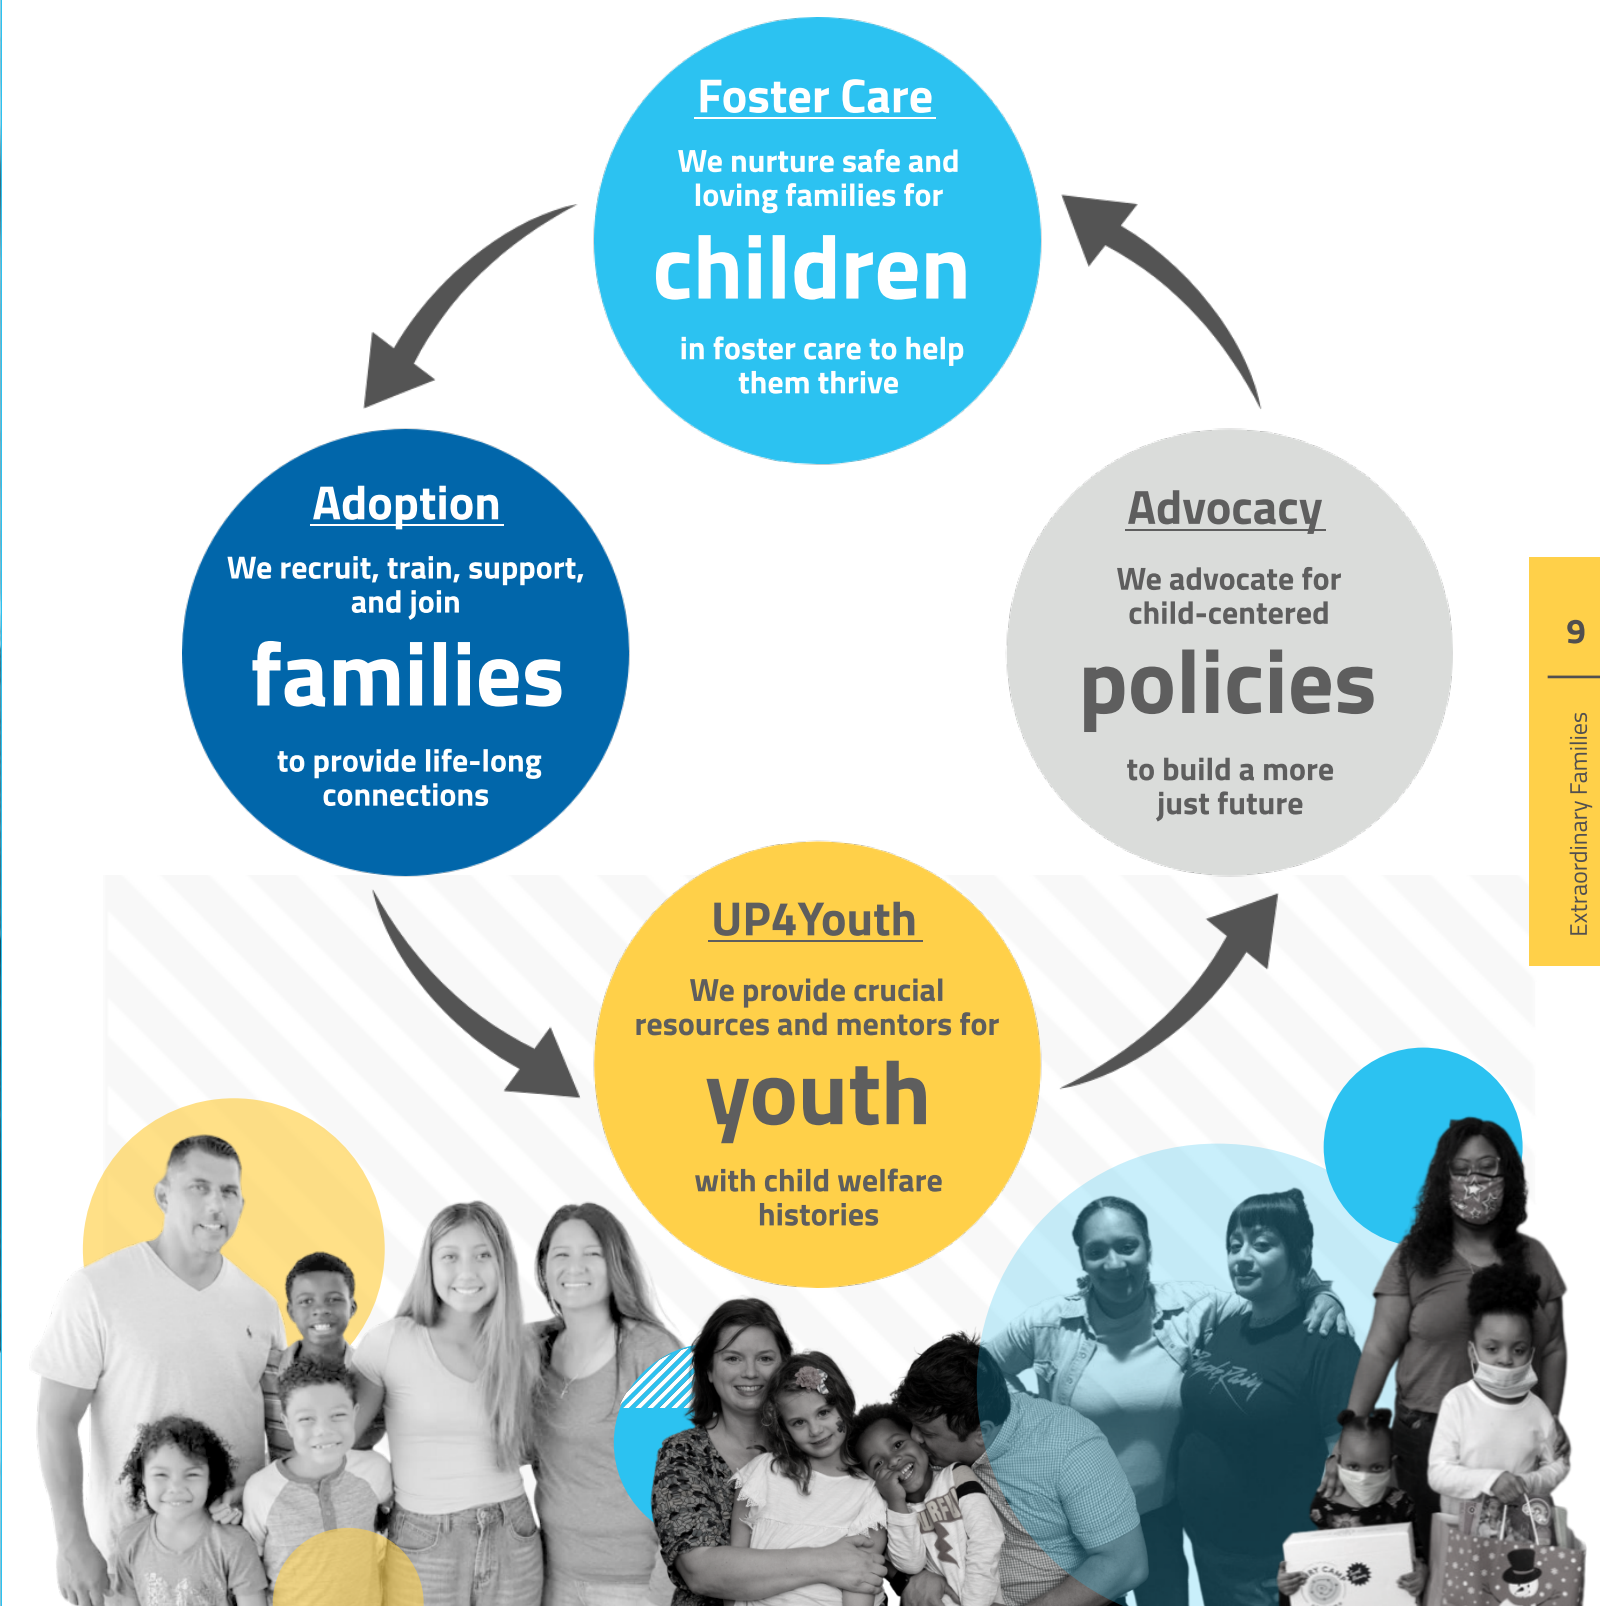 Foster Care
We nurture safe and
loving families for
children
in foster care to help
them thrive
Adoption
We recruit, train, support,
and join
families
to provide life-long
connections
Advocacy
We advocate for
child-centered
policies
to build a more
just future
UP4Youth
We provide crucial
resources and mentors for
youth
with child welfare
histories
9
Extraordinary Families